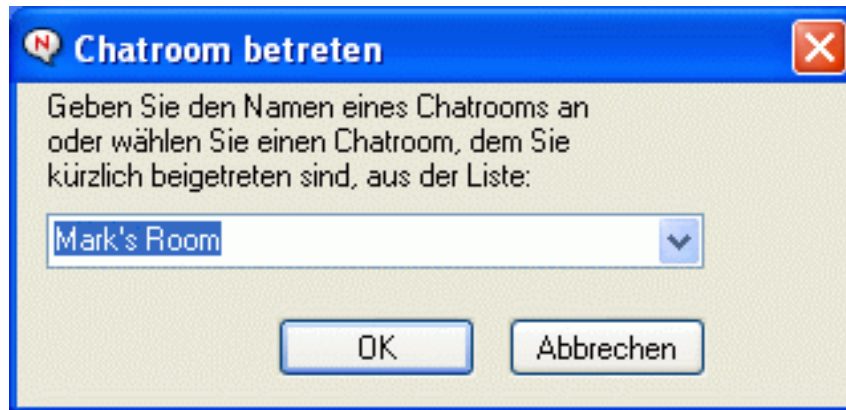 N Chatroom betreten
Geben Sie den Namen eines Chatrooms an
oder wählen Sie einen Chatroom, dem Sie
kürzlich beigetreten sind, aus der Liste:
Mark's Room
OK Abbrechen